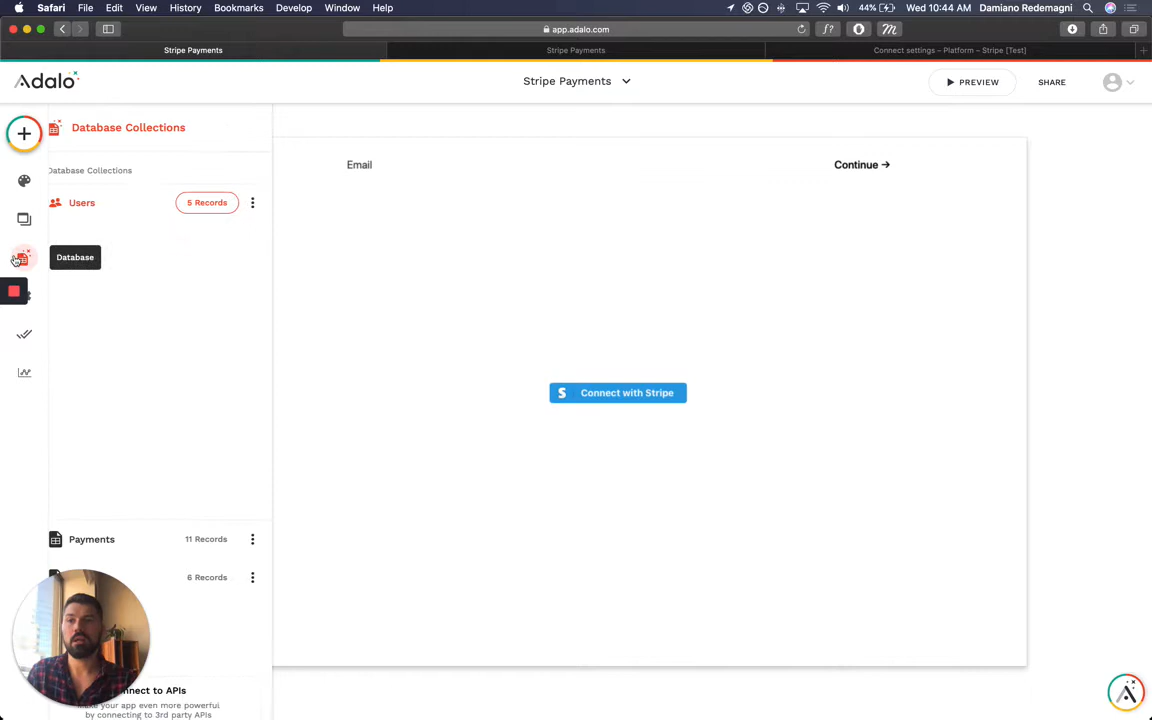 Safari File Edit View History Bookmarks Develop Window Help 44% Wed 10:44 AM Damiano Redemagni
app.adalo.com
Stripe Payments Stripe Payments Connect settings – Platform – Stripe [Test]
Adalo Stripe Payments PREVIEW SHARE
Database Collections
Database Collections
Email Continue →
Users 5 Records
Database
Connect with Stripe
Payments 11 Records
6 Records
to APIs
your app even more powerful
by connecting to 3rd party APIs